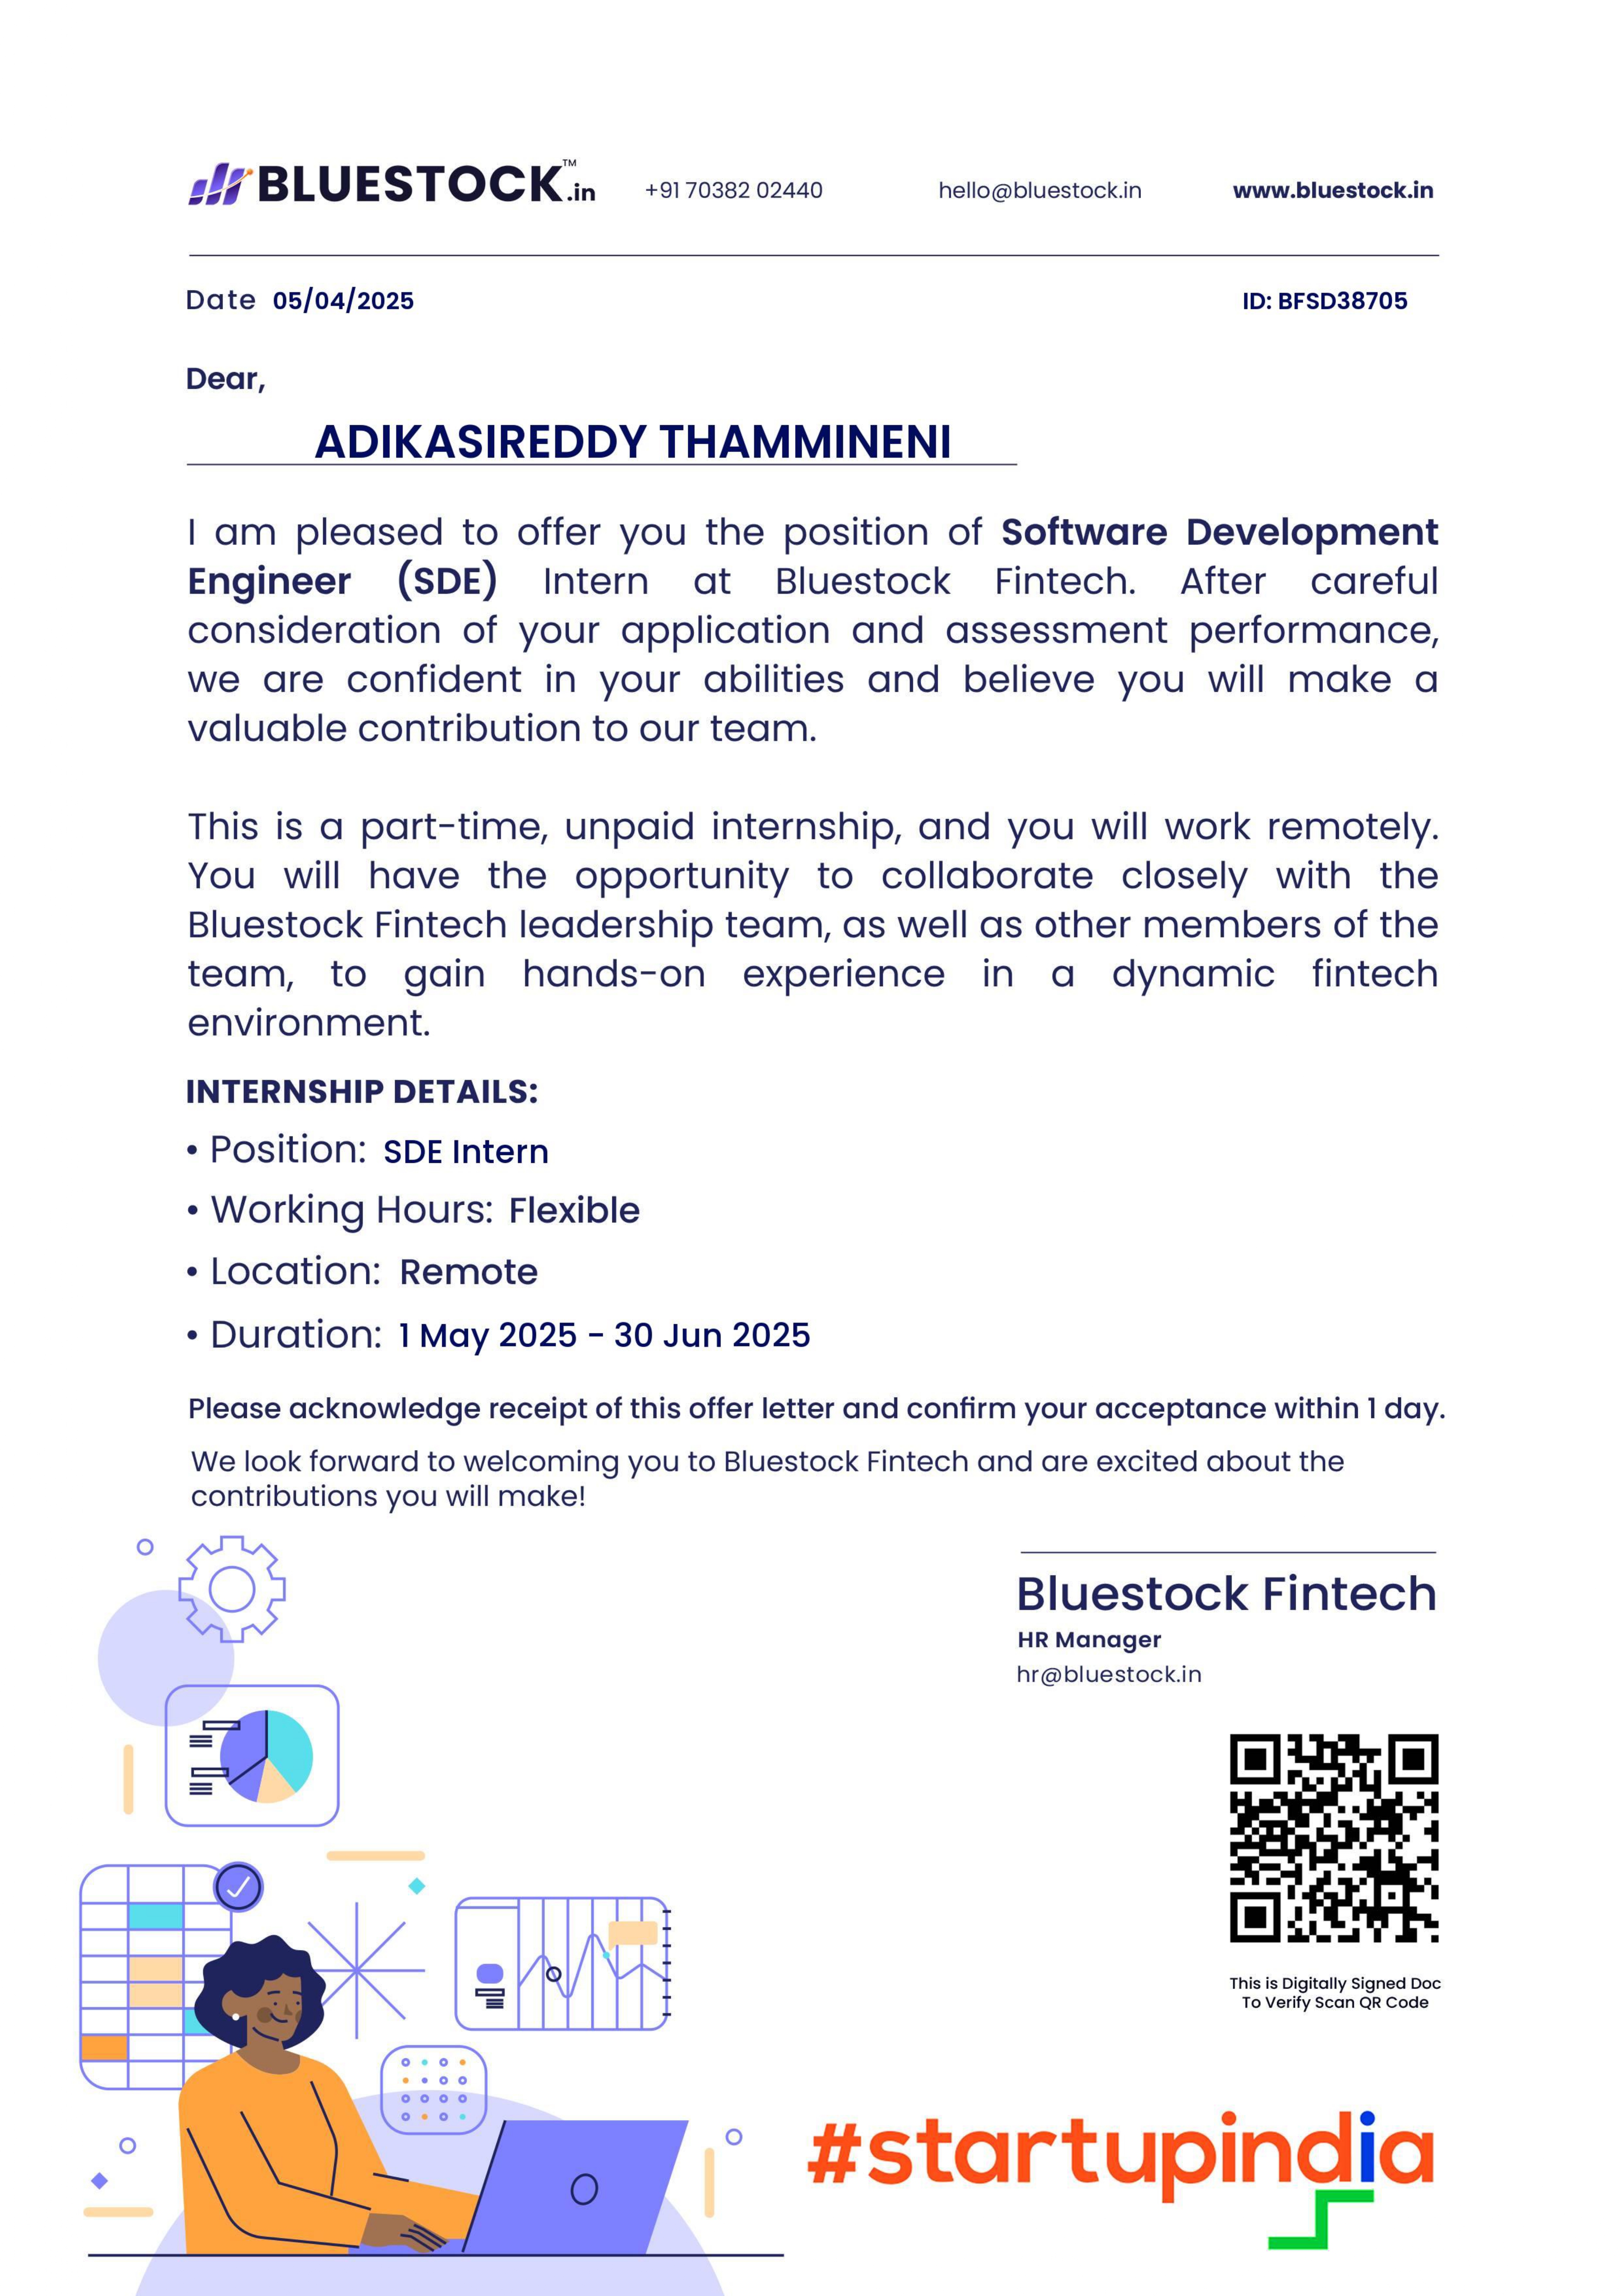 BLUESTOCK.in™ +91 70382 02440 hello@bluestock.in www.bluestock.in
Date 05/04/2025 ID: BFSD38705
Dear,
ADIKASIREDDY THAMMINENI
I am pleased to offer you the position of Software Development
Engineer (SDE) Intern at Bluestock Fintech. After careful
consideration of your application and assessment performance,
we are confident in your abilities and believe you will make a
valuable contribution to our team.
This is a part-time, unpaid internship, and you will work remotely.
You will have the opportunity to collaborate closely with the
Bluestock Fintech leadership team, as well as other members of the
team, to gain hands-on experience in a dynamic fintech
environment.
INTERNSHIP DETAILS:
• Position: SDE Intern
• Working Hours: Flexible
• Location: Remote
• Duration: 1 May 2025 - 30 Jun 2025
Please acknowledge receipt of this offer letter and confirm your acceptance within 1 day.
We look forward to welcoming you to Bluestock Fintech and are excited about the
contributions you will make!
Bluestock Fintech
HR Manager
hr@bluestock.in
This is Digitally Signed Doc
To Verify Scan QR Code
#startupindia